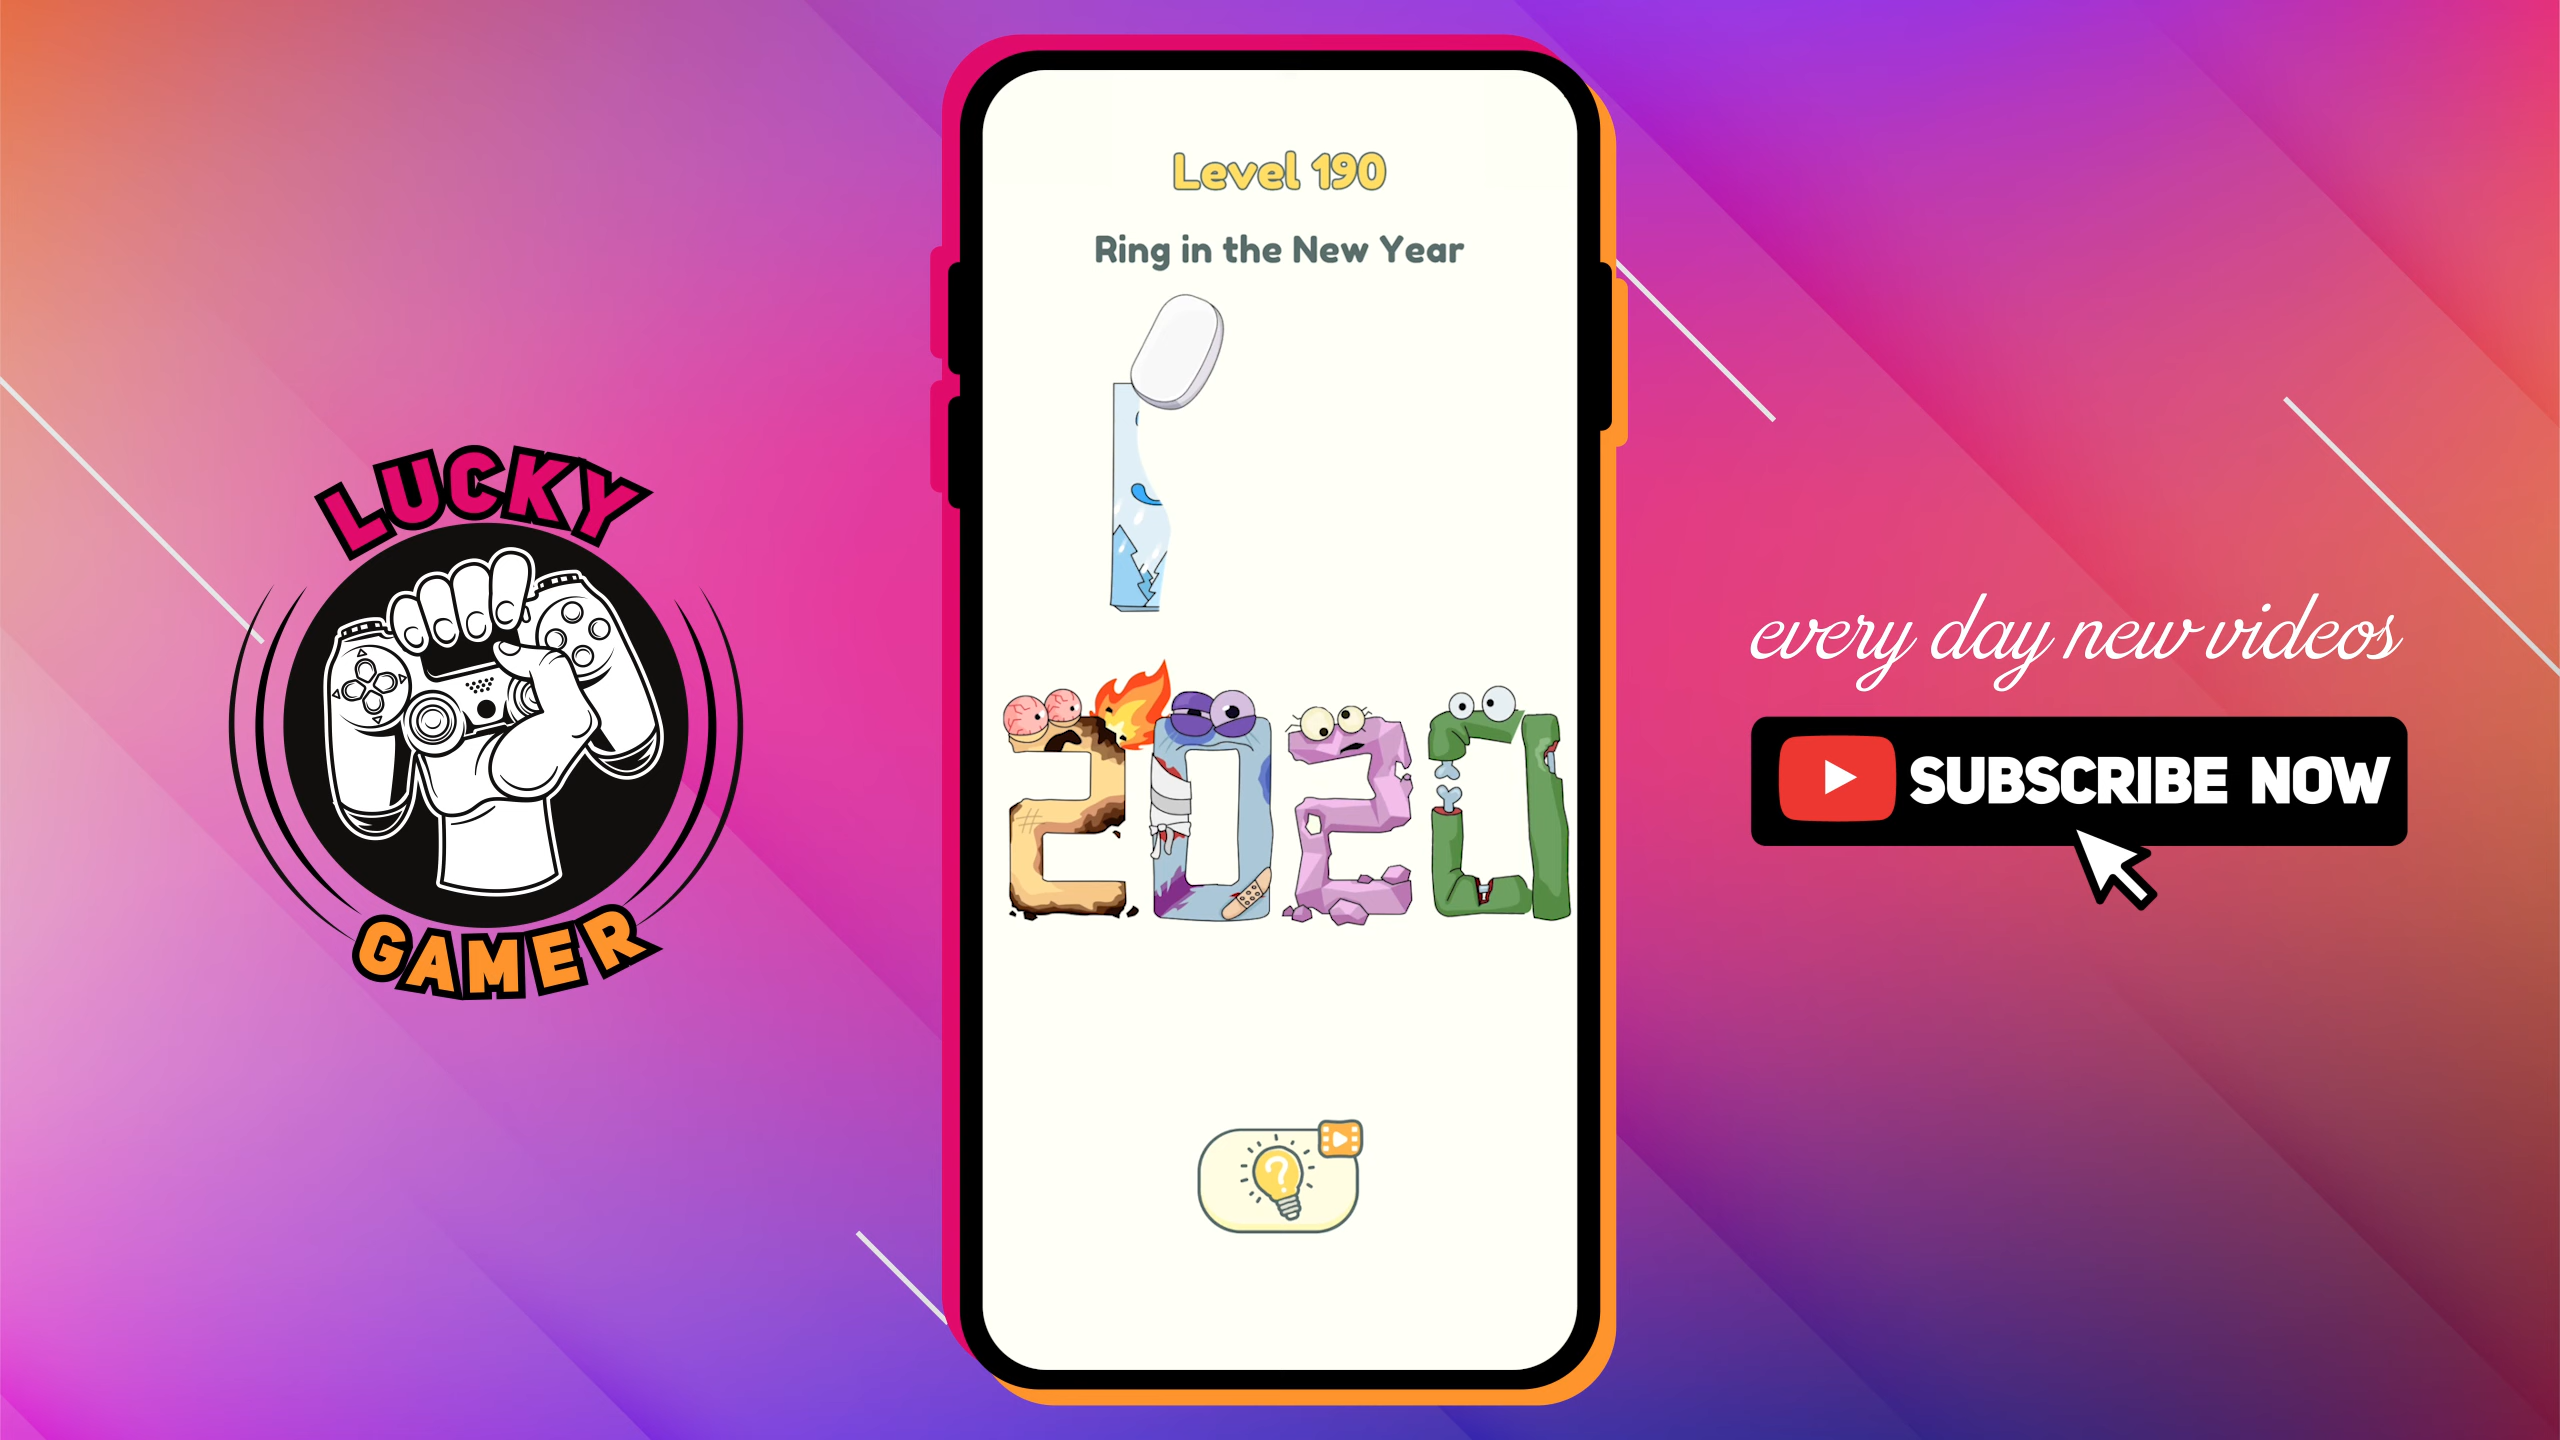 LUCKY
GAMER
Level 190
Ring in the New Year
2020
?
every day new videos
SUBSCRIBE NOW